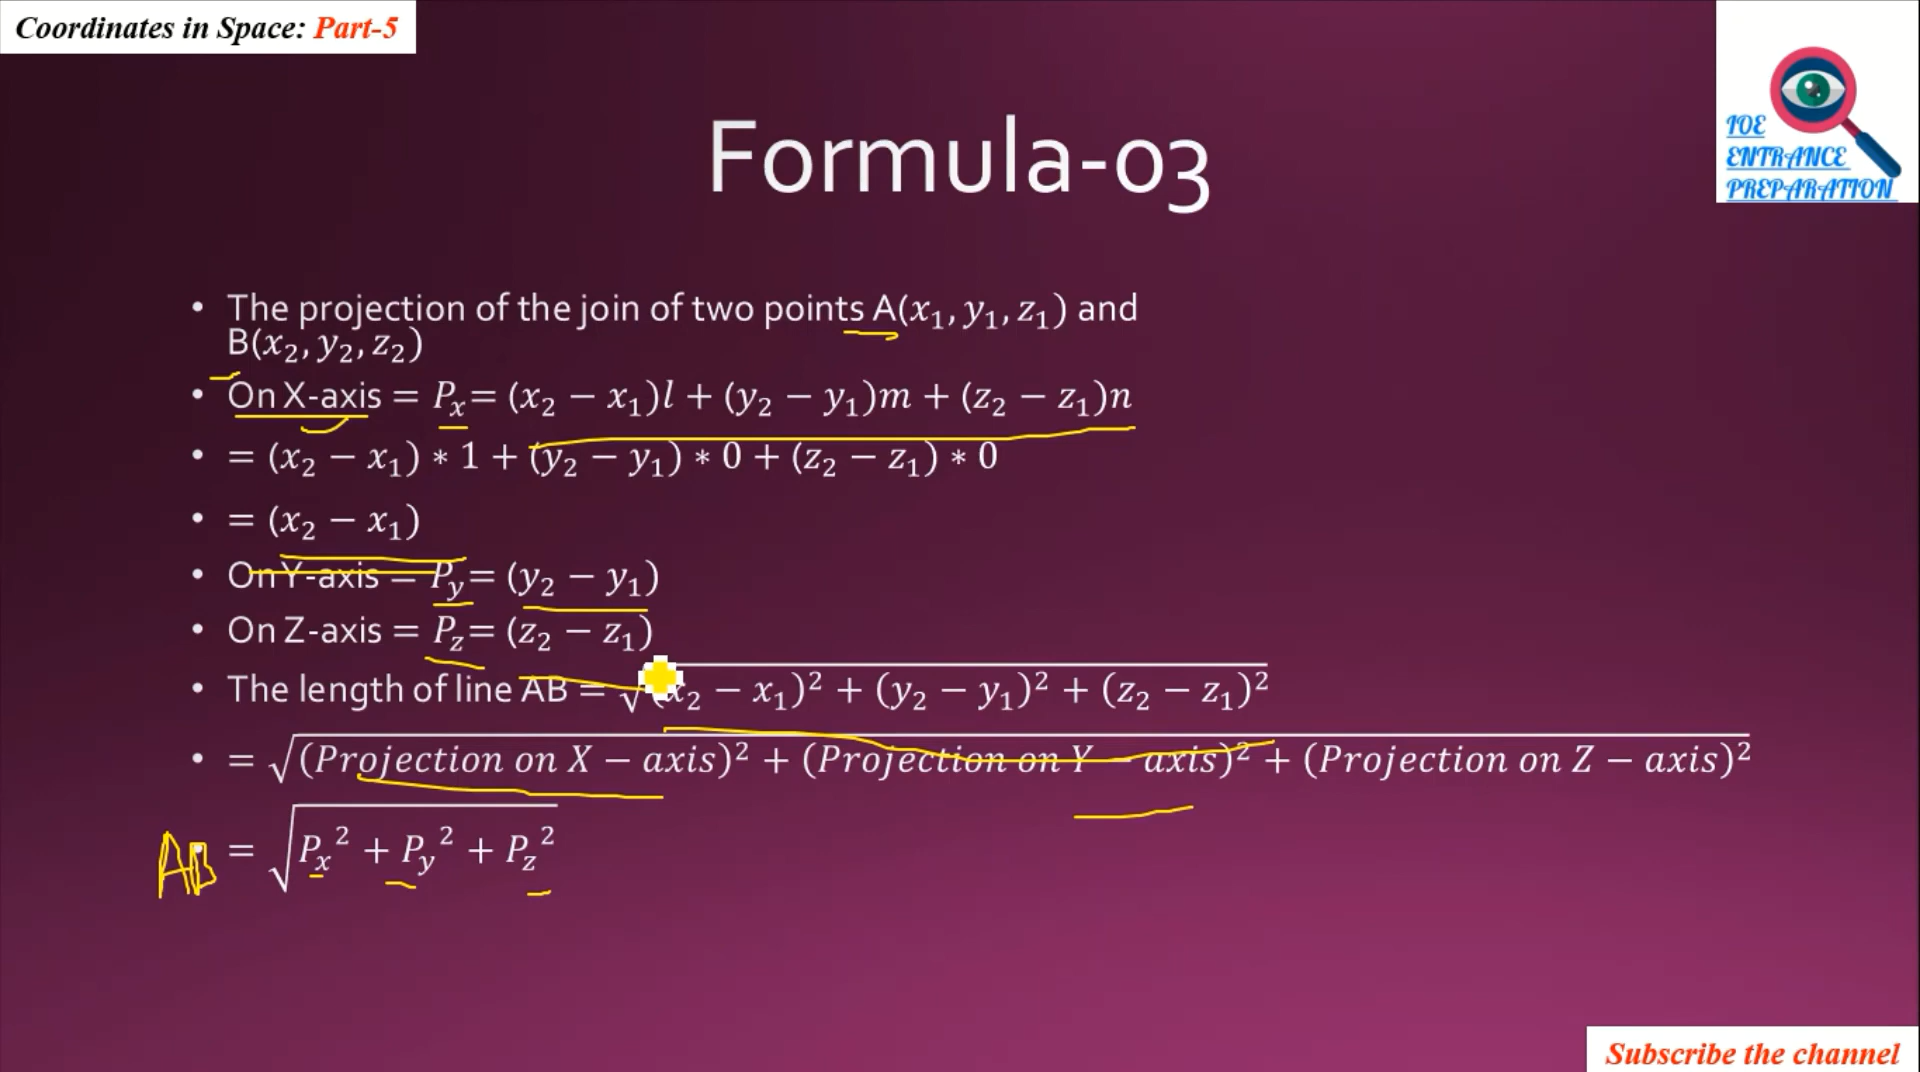 Coordinates in Space: Part-5
IOE
ENTRANCE
PREPARATION
Formula-03
• The projection of the join of two points A(x₁, y₁, z₁) and
B(x₂, y₂, z₂)
• On X-axis = Pₓ= (x₂ − x₁)l + (y₂ − y₁)m + (z₂ − z₁)n
• = (x₂ − x₁) ∗ 1 + (y₂ − y₁) ∗ 0 + (z₂ − z₁) ∗ 0
• = (x₂ − x₁)
• On Y-axis = P_y= (y₂ − y₁)
• On Z-axis = P_z= (z₂ − z₁)
• The length of line AB = √((x₂ − x₁)² + (y₂ − y₁)² + (z₂ − z₁)²)
• = √((Projection on X − axis)² + (Projection on Y − axis)² + (Projection on Z − axis)²)
AB = √(Pₓ² + P_y² + P_z²)
Subscribe the channel